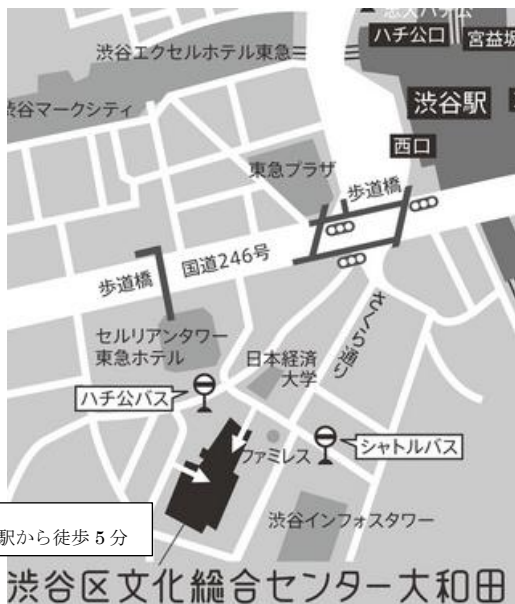 ハチ公口
宮益坂
渋谷エクセルホテル東急
渋谷マークシティ
渋谷駅
西口
東急プラザ
歩道橋
国道246号
歩道橋
さくら通り
セルリアンタワー
東急ホテル
日本経済
大学
ハチ公バス
ファミレス
シャトルバス
駅から徒歩5分
渋谷インフォスタワー
渋谷区文化総合センター大和田